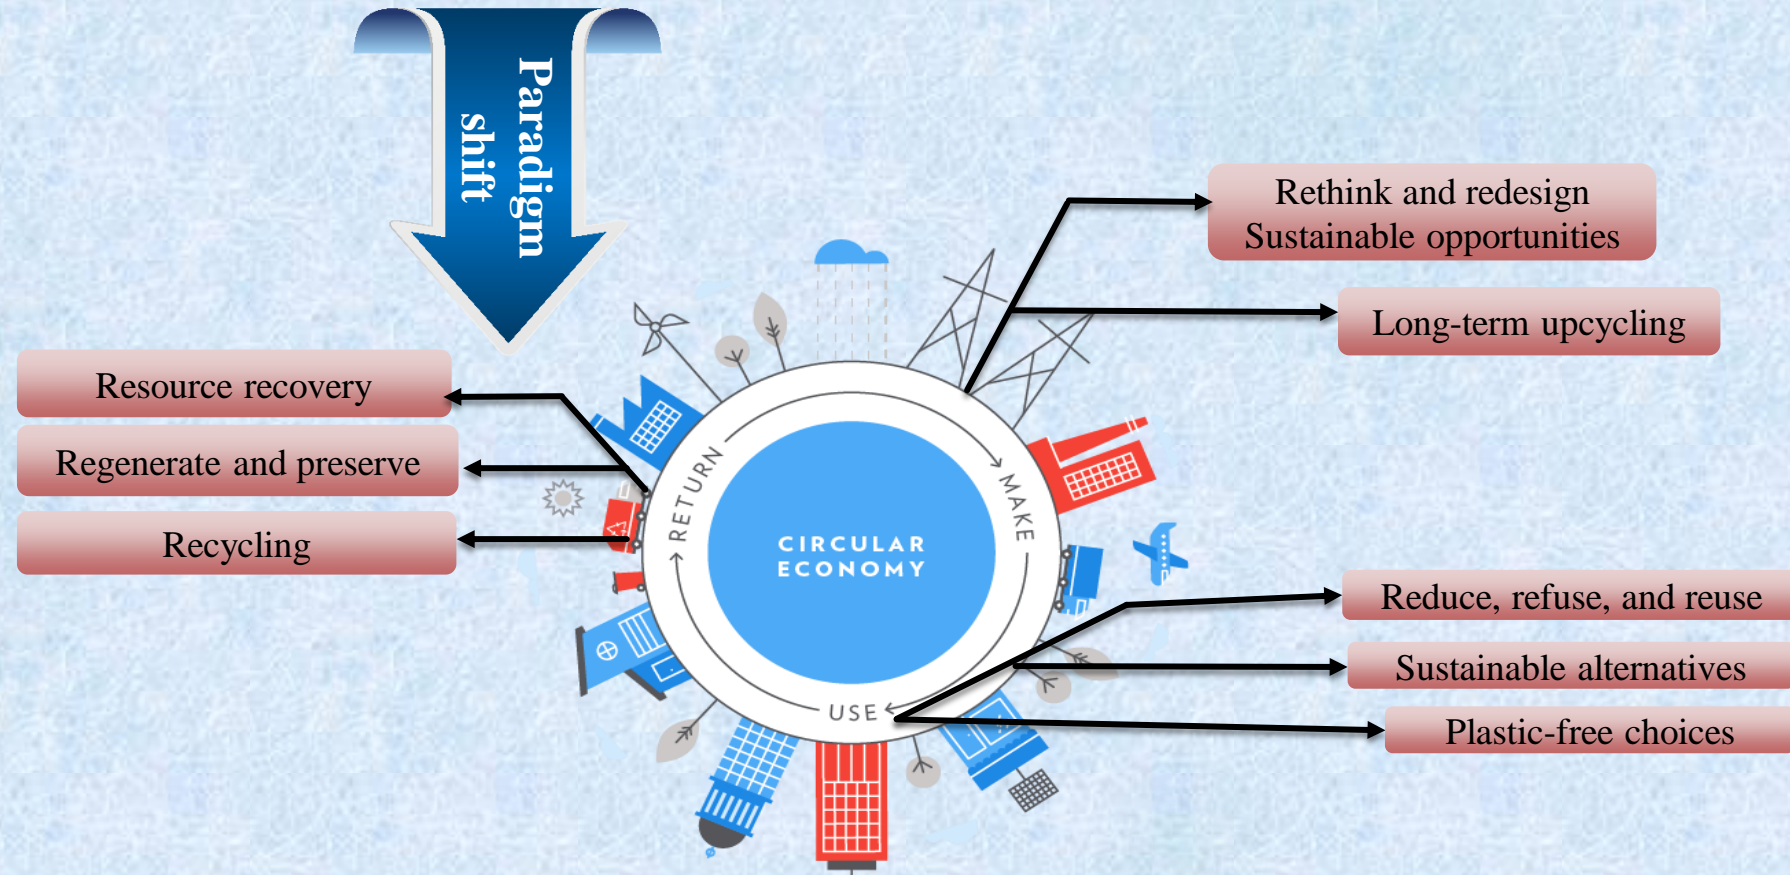 Paradigm
shift
Rethink and redesign
Sustainable opportunities
Long-term upcycling
Resource recovery
Regenerate and preserve
Recycling
RETURN
MAKE
CIRCULAR
ECONOMY
USE
Reduce, refuse, and reuse
Sustainable alternatives
Plastic-free choices